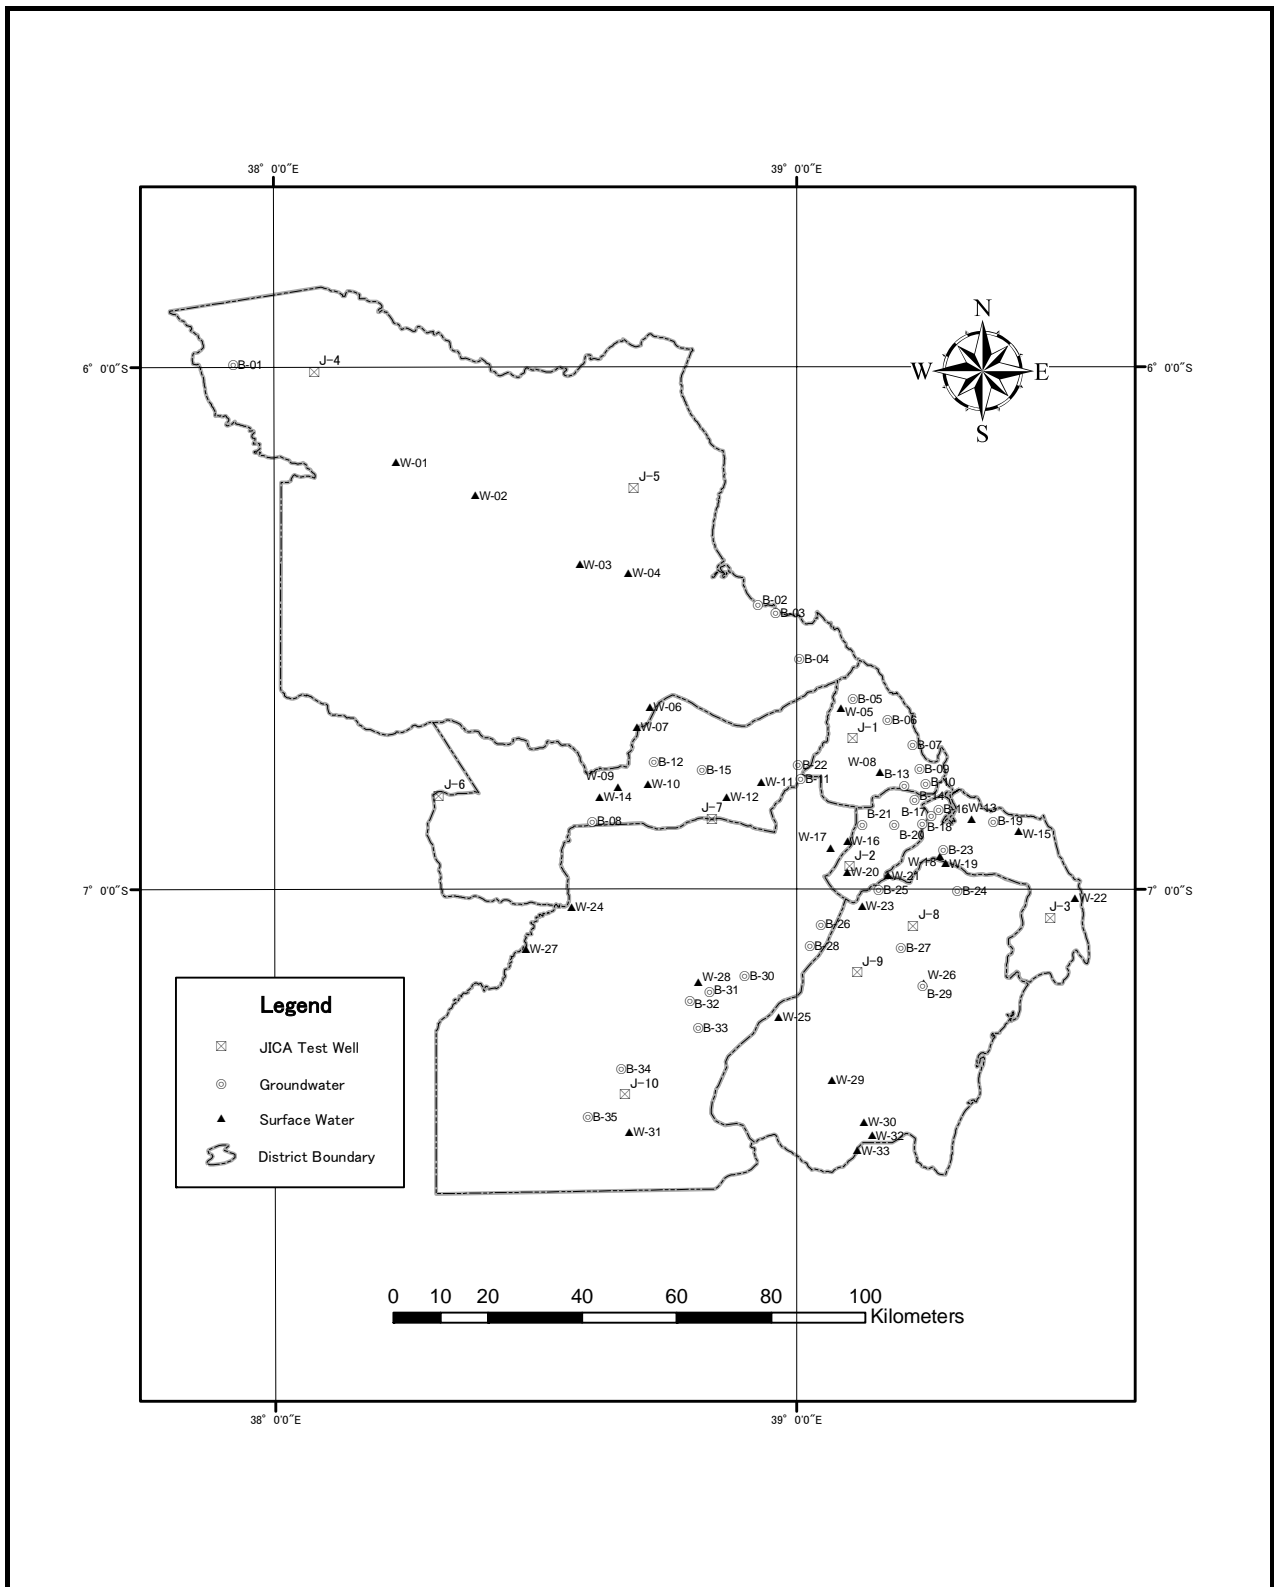 38° 0'0"E
39° 0'0"E
N
W
E
S
6° 0'0"S
6° 0'0"S
B-01
J-4
W-01
J-5
W-02
W-03
W-04
B-02
B-03
B-04
B-05
W-06
W-05
B-06
W-07
J-1
B-07
B-12
B-22
W-08
B-09
B-15
W-09
B-13
B-11
W-10
W-11
B-10
J-6
W-14
W-12
B-14
J-7
B-16
W-13
B-17
B-08
B-21
B-18
B-19
B-20
W-15
W-17
W-16
B-23
J-2
W-18
W-19
W-20
W-21
7° 0'0"S
B-25
B-24
7° 0'0"S
W-22
W-24
W-23
J-3
B-26
J-8
B-28
W-27
B-27
J-9
B-30
W-28
W-26
B-31
B-29
B-32
W-25
B-33
B-34
W-29
J-10
B-35
W-30
W-31
W-32
W-33
Legend
JICA Test Well
Groundwater
Surface Water
District Boundary
0 10 20 40 60 80 100
Kilometers
38° 0'0"E
39° 0'0"E